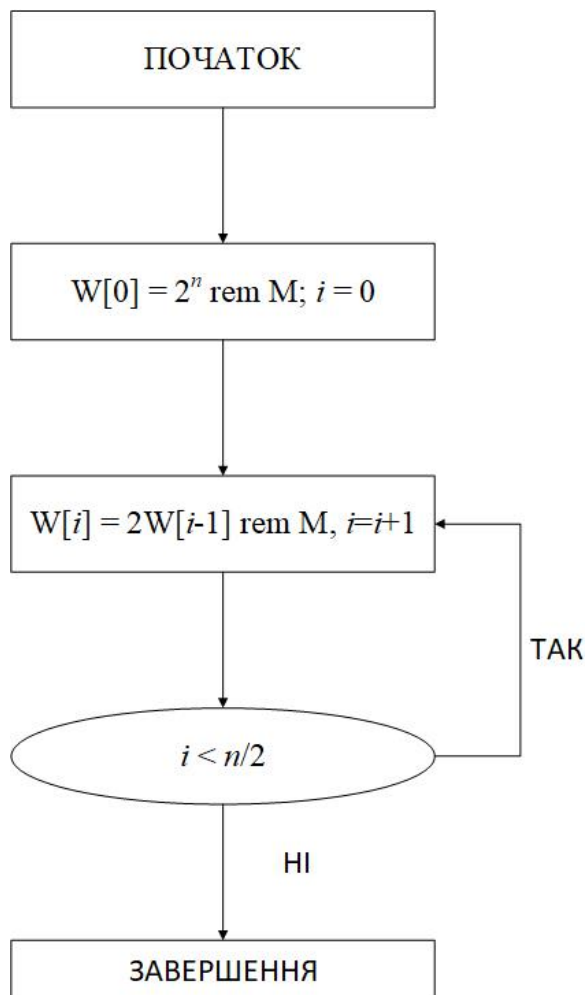 ПОЧАТОК
W[0] = 2ⁿ rem M; i = 0
W[i] = 2W[i-1] rem M, i=i+1
ТАК
i < n/2
НІ
ЗАВЕРШЕННЯ